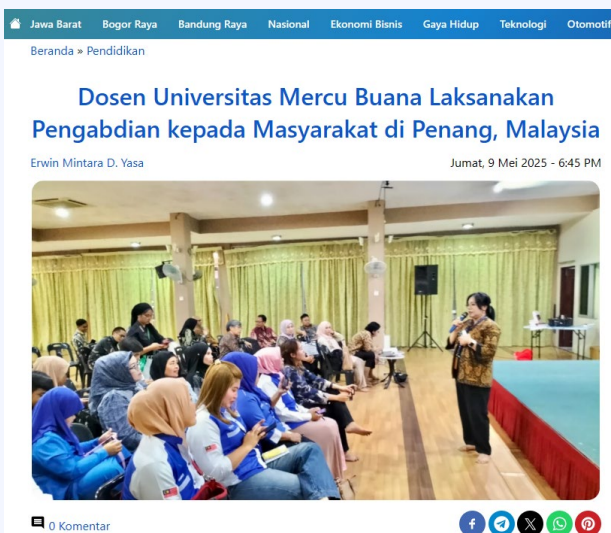 Jawa Barat Bogor Raya Bandung Raya Nasional Ekonomi Bisnis Gaya Hidup Teknologi Otomotif
Beranda » Pendidikan
Dosen Universitas Mercu Buana Laksanakan
Pengabdian kepada Masyarakat di Penang, Malaysia
Erwin Mintara D. Yasa Jumat, 9 Mei 2025 - 6:45 PM
0 Komentar